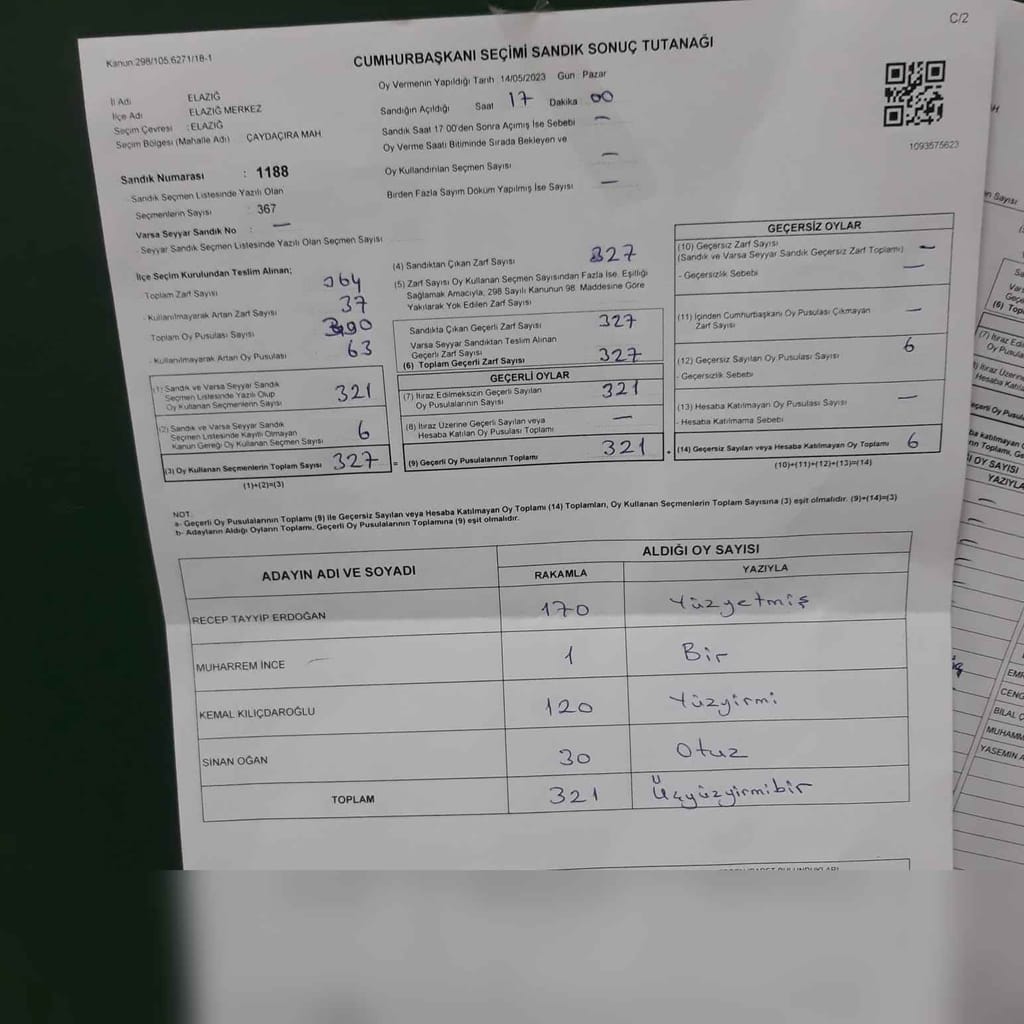 C/2
Kanun:298/105.6271/18-1
CUMHURBAŞKANI SEÇİMİ SANDIK SONUÇ TUTANAĞI
Oy Vermenin Yapıldığı Tarih 14/05/2023 Gün Pazar
İl Adı ELAZIĞ
İlçe Adı ELAZIĞ MERKEZ
Seçim Çevresi : ELAZIĞ
Seçim Bölgesi (Mahalle Adı) ÇAYDAÇIRA MAH
Sandığın Açıldığı Saat 17 Dakika 00
Sandık Saat 17.00'den Sonra Açımış İse Sebebi —
Oy Verme Saati Bitiminde Sırada Bekleyen ve
Oy Kullandırılan Seçmen Sayısı —
Birden Fazla Sayım Döküm Yapılmış İse Sayısı —
1093575623
Sandık Numarası : 1188
Sandık Seçmen Listesinde Yazılı Olan
Seçmenlerin Sayısı : 367
Varsa Seyyar Sandık No : —
- Seyyar Sandık Seçmen Listesinde Yazılı Olan Seçmen Sayısı
İlçe Seçim Kurulundan Teslim Alınan;
Toplam Zarf Sayısı 364
- Kullanılmayarak Artan Zarf Sayısı 37
Toplam Oy Pusulası Sayısı 390
- Kullanılmayarak Artan Oy Pusulası 63
(1) Sandık ve Varsa Seyyar Sandık
Seçmen Listesinde Yazılı Olup
Oy Kullanan Seçmenlerin Sayısı 321
(2) Sandık ve Varsa Seyyar Sandık
Seçmen Listesinde Kayıtlı Olmayan
Kanun Gereği Oy Kullanan Seçmen Sayısı 6
(3) Oy Kullanan Seçmenlerin Toplam Sayısı 327
(1)+(2)=(3)
(4) Sandıktan Çıkan Zarf Sayısı 327
(5) Zarf Sayısı Oy Kullanan Seçmen Sayısından Fazla İse, Eşitliği
Sağlamak Amacıyla, 298 Sayılı Kanunun 98. Maddesine Göre
Yakılarak Yok Edilen Zarf Sayısı
Sandıkta Çıkan Geçerli Zarf Sayısı 327
Varsa Seyyar Sandıktan Teslim Alınan
Geçerli Zarf Sayısı
(6) Toplam Geçerli Zarf Sayısı 327
GEÇERLİ OYLAR
(7) İtiraz Edilmeksizin Geçerli Sayılan
Oy Pusulalarının Sayısı 321
(8) İtiraz Üzerine Geçerli Sayılan veya
Hesaba Katılan Oy Pusulası Toplamı —
= (9) Geçerli Oy Pusulalarının Toplamı 321
GEÇERSİZ OYLAR
(10) Geçersiz Zarf Sayısı —
(Sandık ve Varsa Seyyar Sandık Geçersiz Zarf Toplamı)
- Geçersizlik Sebebi —
(11) İçinden Cumhurbaşkanı Oy Pusulası Çıkmayan
Zarf Sayısı —
(12) Geçersiz Sayılan Oy Pusulası Sayısı 6
- Geçersizlik Sebebi
(13) Hesaba Katılmayan Oy Pusulası Sayısı —
- Hesaba Katılmama Sebebi
+ (14) Geçersiz Sayılan veya Hesaba Katılmayan Oy Toplamı 6
(10)+(11)+(12)+(13)=(14)
NOT:
a- Geçerli Oy Pusulalarının Toplamı (9) ile Geçersiz Sayılan veya Hesaba Katılmayan Oy Toplamı (14) Toplamları, Oy Kullanan Seçmenlerin Toplam Sayısına (3) eşit olmalıdır. (9)+(14)=(3)
b- Adayların Aldığı Oyların Toplamı, Geçerli Oy Pusulalarının Toplamına (9) eşit olmalıdır.
ADAYIN ADI VE SOYADI ALDIĞI OY SAYISI
RAKAMLA YAZIYLA
RECEP TAYYİP ERDOĞAN 170 Yüzyetmiş
MUHARREM İNCE 1 Bir
KEMAL KILIÇDAROĞLU 120 Yüzyirmi
SİNAN OĞAN 30 Otuz
TOPLAM 321 Üçyüzyirmibir
OY SAYISI
YAZIYLA
CENG
BİLAL Ç
MUHAMM
YASEMİN A